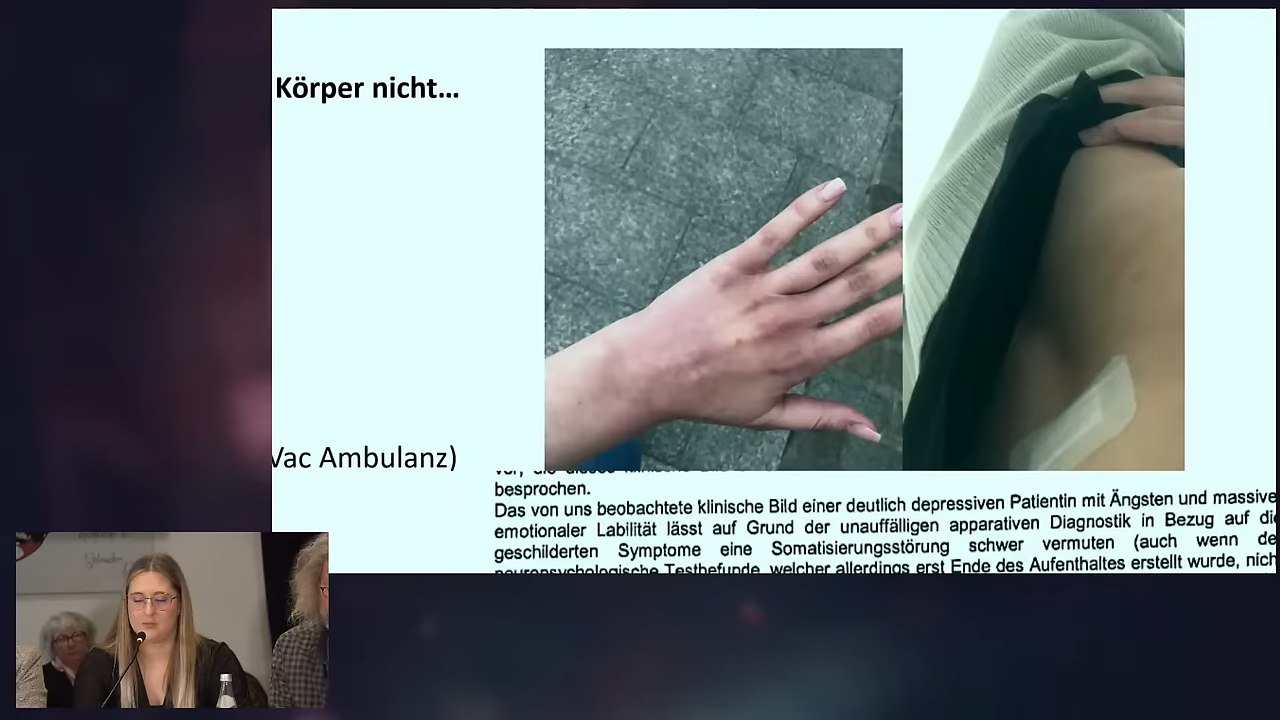 Körper nicht...
Vac Ambulanz)
besprochen.
Das von uns beobachtete klinische Bild einer deutlich depressiven Patientin mit Ängsten und massive
emotionaler Labilität lässt auf Grund der unauffälligen apparativen Diagnostik in Bezug auf di
geschilderten Symptome eine Somatisierungsstörung schwer vermuten (auch wenn de
neuropsychologische Testbefunde, welcher allerdings erst Ende des Aufenthaltes erstellt wurde, nich